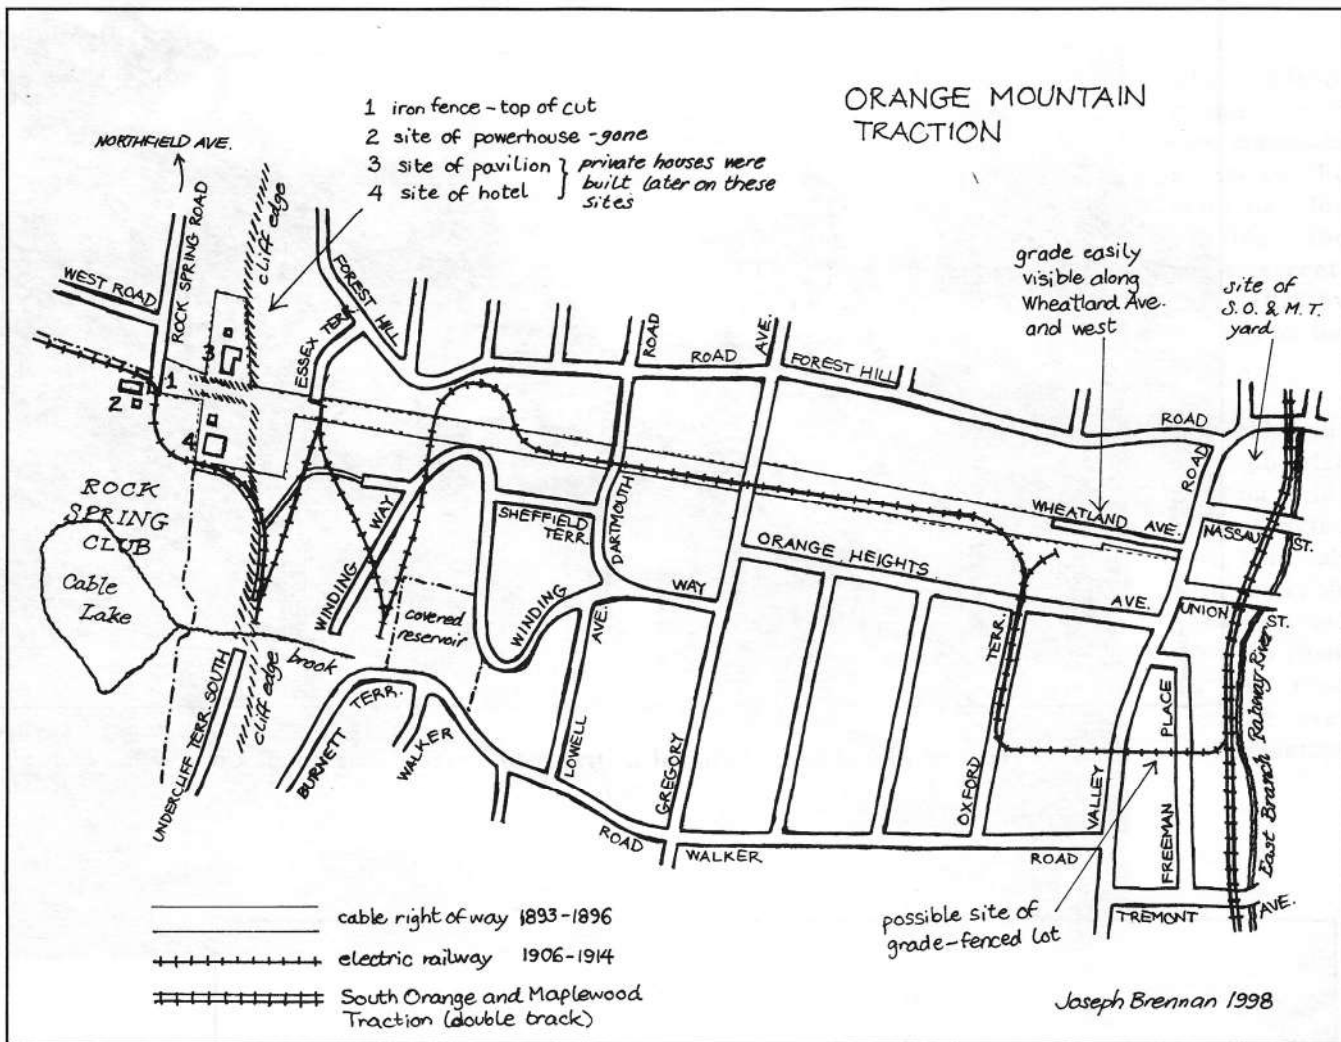 ORANGE MOUNTAIN
TRACTION
1 iron fence - top of cut
2 site of powerhouse - gone
3 site of pavilion } private houses were
4 site of hotel } built later on these
sites
NORTHFIELD AVE.
cliff edge
ROCK SPRING ROAD
WEST ROAD
FOREST
HILL
ESSEX
TERR.
ROAD
ROAD
AVE.
FOREST HILL
ROAD
grade easily
visible along
Wheatland Ave.
and west
site of
S.O. & M.T.
yard
1
2
3
4
ROCK
SPRING
CLUB
Cable
Lake
WINDING
WAY
SHEFFIELD
TERR.
DARTMOUTH
WINDING
WAY
covered
reservoir
brook
ORANGE HEIGHTS
AVE.
WHEATLAND AVE.
ROAD
NASSAU
ST.
UNION
ST.
TERR.
OXFORD
UNDERCLIFF TERR. SOUTH
cliff edge
BURNETT
TERR.
WALKER
LOWELL
AVE.
GREGORY
ROAD
WALKER
ROAD
VALLEY
FREEMAN
PLACE
East Branch Rahway River
TREMONT
AVE.
possible site of
grade-fenced lot
cable right of way 1893-1896
electric railway 1906-1914
South Orange and Maplewood
Traction (double track)
Joseph Brennan 1998